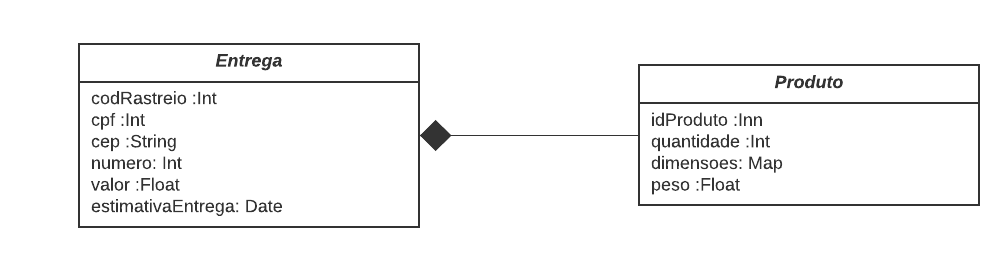 Entrega
codRastreio :Int
cpf :Int
cep :String
numero: Int
valor :Float
estimativaEntrega: Date
Produto
idProduto :Inn
quantidade :Int
dimensoes: Map
peso :Float